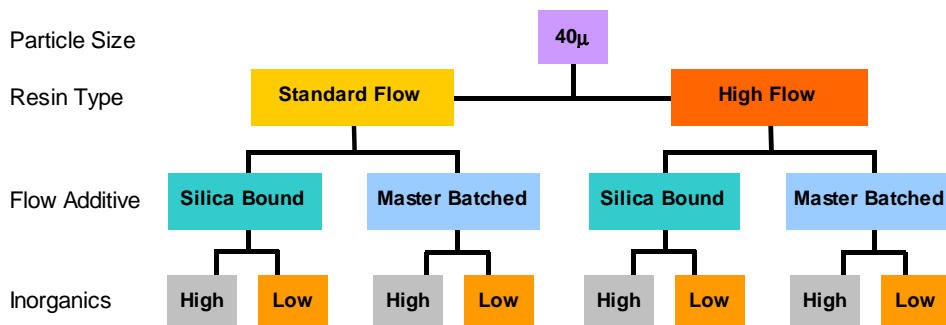 Particle Size
40μ
Resin Type
Standard Flow
High Flow
Flow Additive
Silica Bound
Master Batched
Silica Bound
Master Batched
Inorganics
High
Low
High
Low
High
Low
High
Low